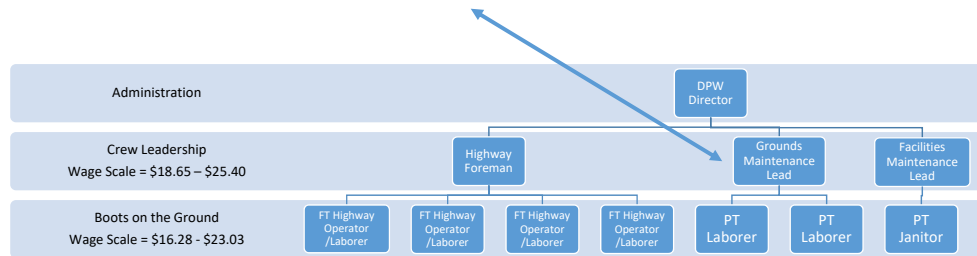 Administration
DPW
Director
Crew Leadership
Wage Scale = $18.65 – $25.40
Highway
Foreman
Grounds
Maintenance
Lead
Facilities
Maintenance
Lead
Boots on the Ground
Wage Scale = $16.28 - $23.03
FT Highway
Operator
/Laborer
FT Highway
Operator
/Laborer
FT Highway
Operator
/Laborer
FT Highway
Operator
/Laborer
PT
Laborer
PT
Laborer
PT
Janitor